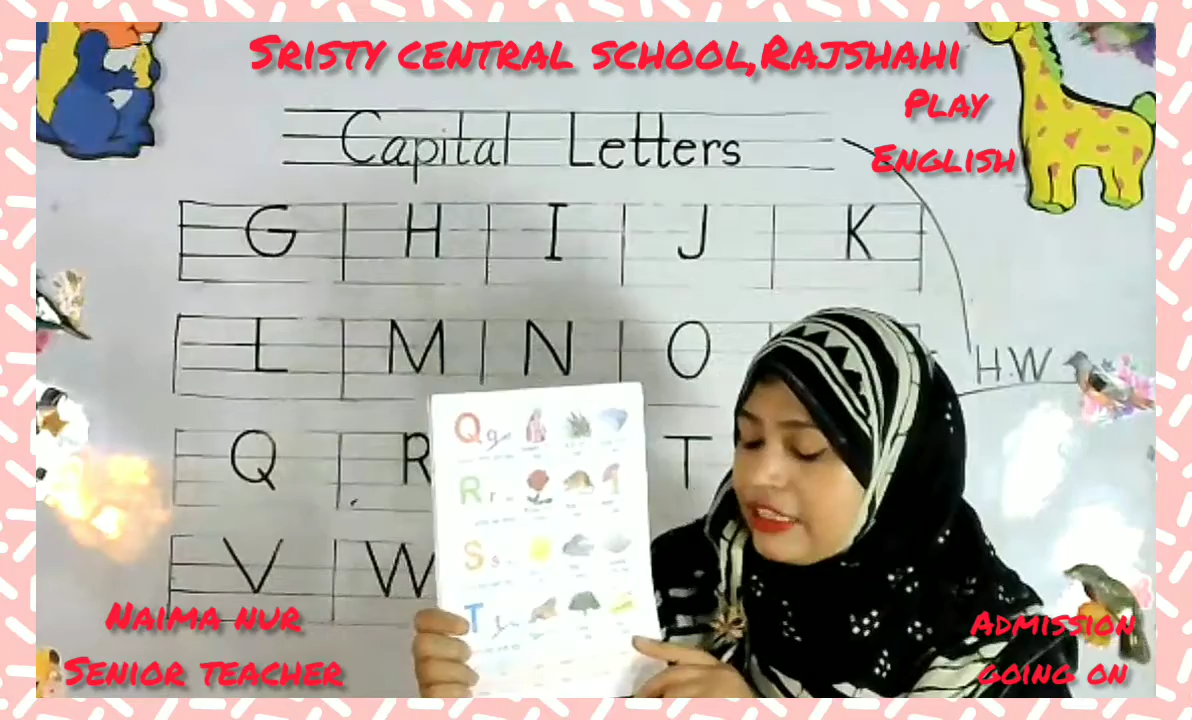 Sristy central school,Rajshahi
Play
English
Capital Letters
G H I J K
L M N O
H.W
Q R T
V W
Q
R r
S s
T
Naima nur
Senior teacher
Admission
going on